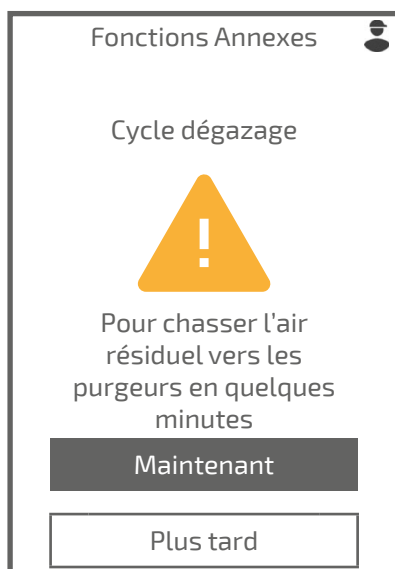 Fonctions Annexes
Cycle dégazage
!
Pour chasser l’air
résiduel vers les
purgeurs en quelques
minutes
Maintenant
Plus tard